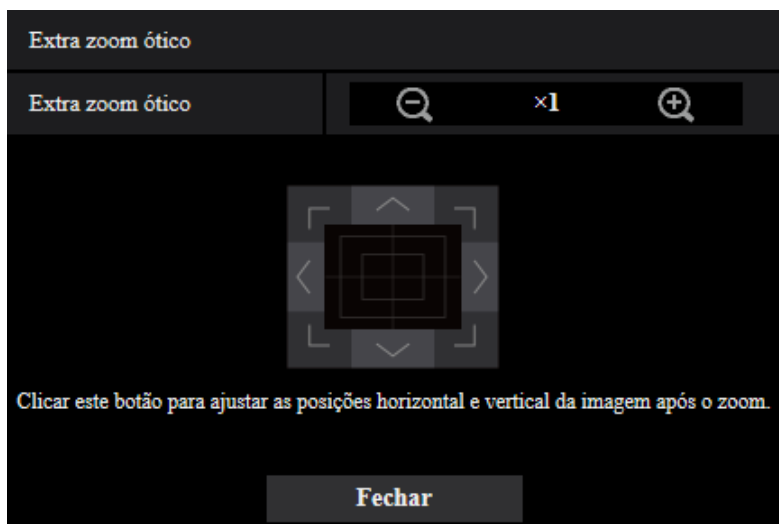 Extra zoom ótico
Extra zoom ótico ×1
Clicar este botão para ajustar as posições horizontal e vertical da imagem após o zoom.
Fechar